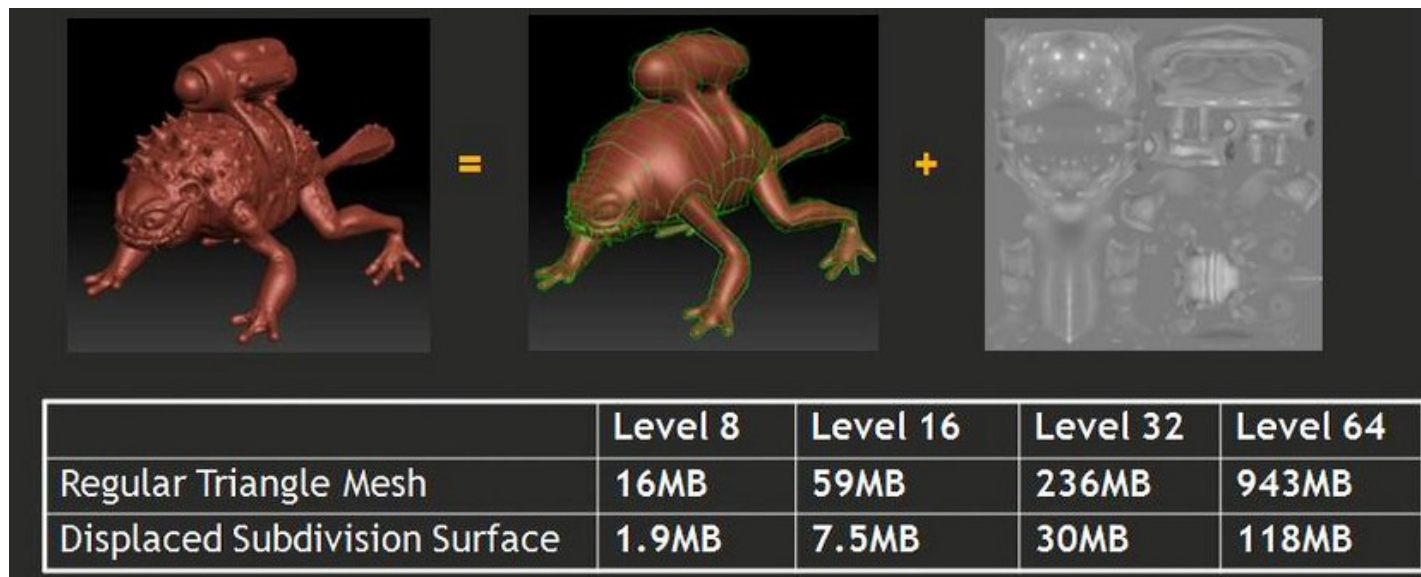 =
+
Level 8 Level 16 Level 32 Level 64
Regular Triangle Mesh 16MB 59MB 236MB 943MB
Displaced Subdivision Surface 1.9MB 7.5MB 30MB 118MB